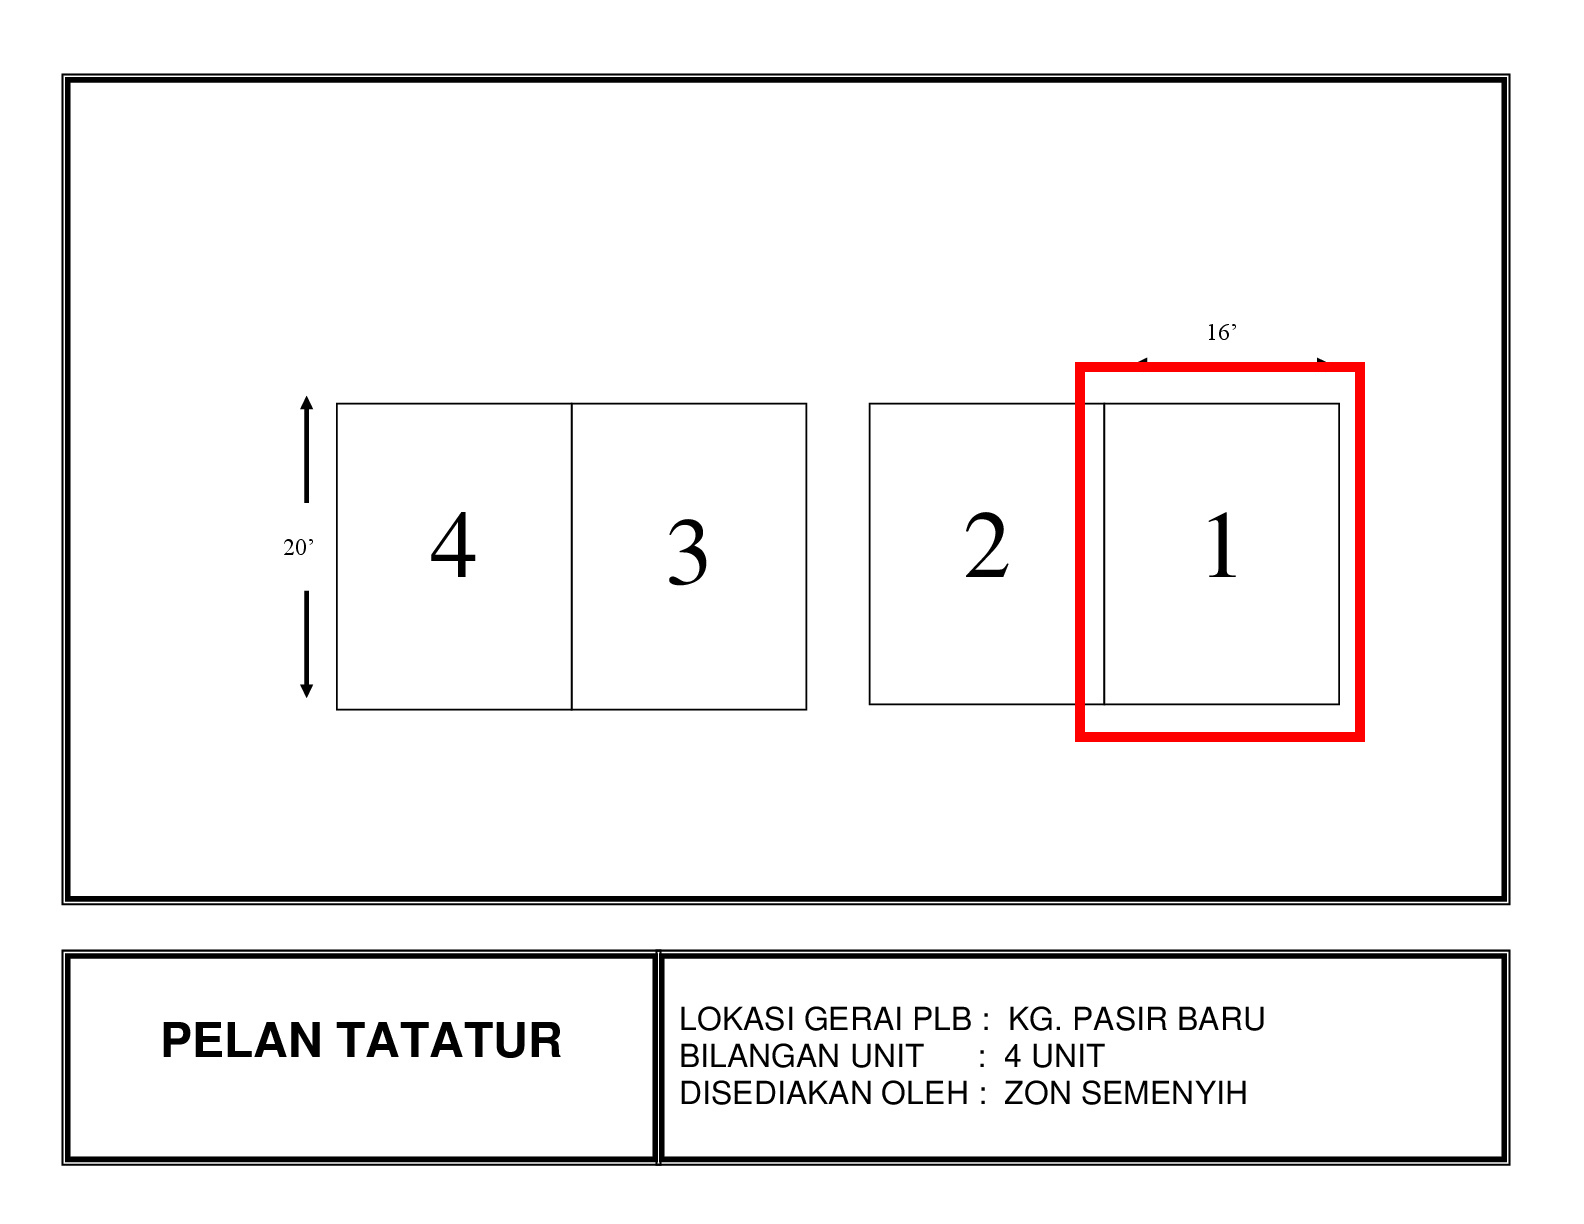 16’
20’
4
3
2
1
PELAN TATATUR
LOKASI GERAI PLB : KG. PASIR BARU
BILANGAN UNIT : 4 UNIT
DISEDIAKAN OLEH : ZON SEMENYIH